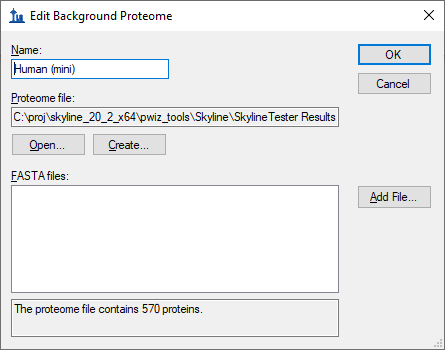 Edit Background Proteome
Name:
Human (mini)
OK
Cancel
Proteome file:
C:\proj\skyline_20_2_x64\pwiz_tools\Skyline\SkylineTester Results
Open...
Create...
FASTA files:
Add File...
The proteome file contains 570 proteins.